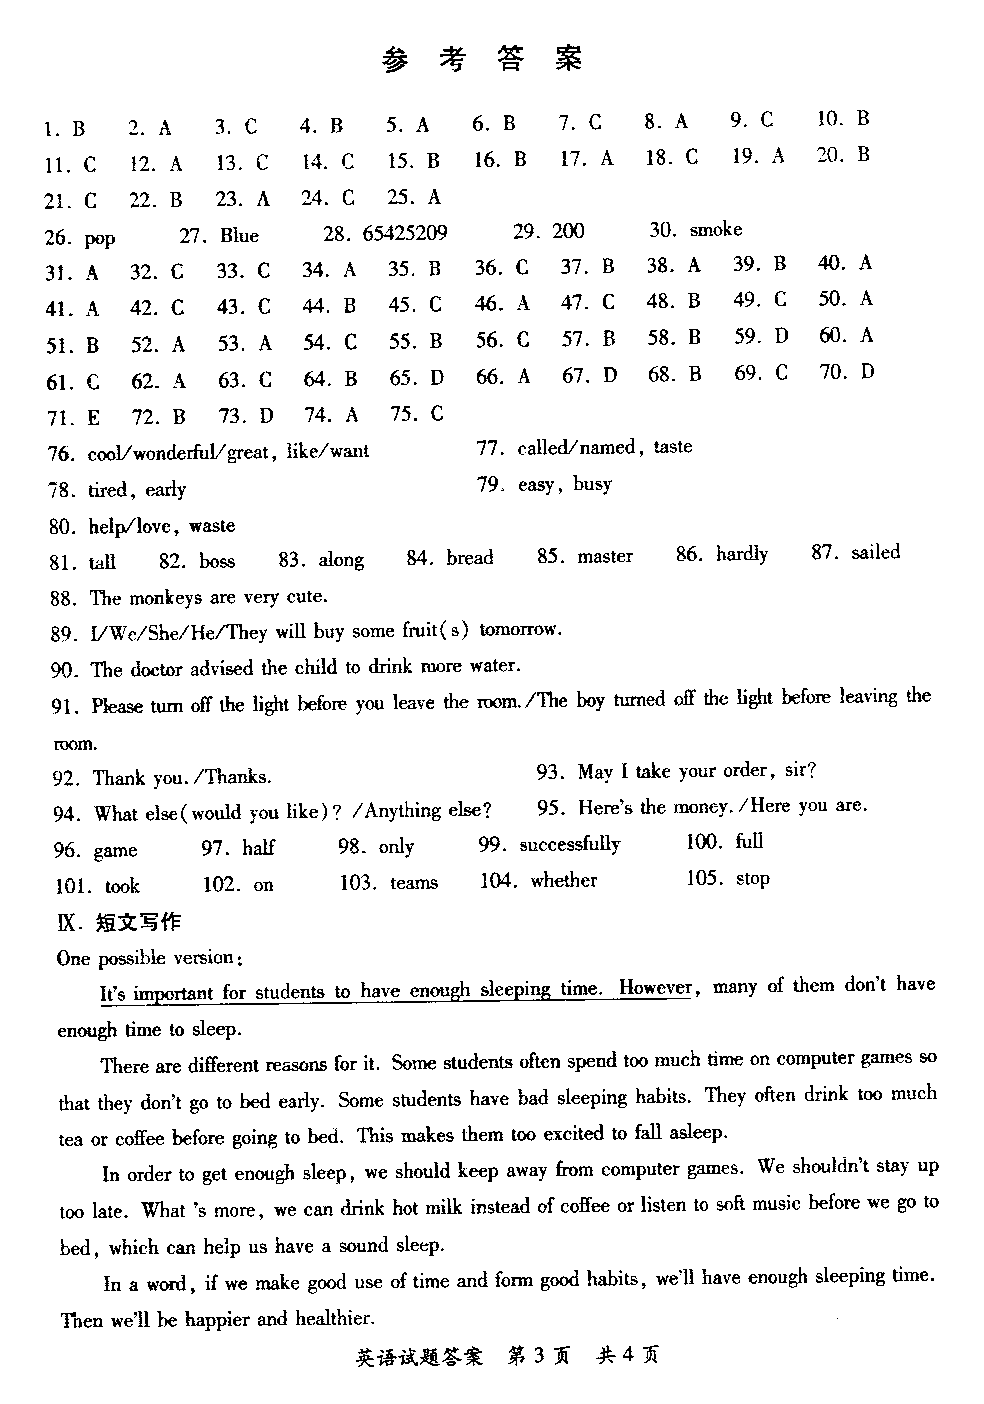 参 考 答 案
1. B 2. A 3. C 4. B 5. A 6. B 7. C 8. A 9. C 10. B
11. C 12. A 13. C 14. C 15. B 16. B 17. A 18. C 19. A 20. B
21. C 22. B 23. A 24. C 25. A
26. pop 27. Blue 28. 65425209 29. 200 30. smoke
31. A 32. C 33. C 34. A 35. B 36. C 37. B 38. A 39. B 40. A
41. A 42. C 43. C 44. B 45. C 46. A 47. C 48. B 49. C 50. A
51. B 52. A 53. A 54. C 55. B 56. C 57. B 58. B 59. D 60. A
61. C 62. A 63. C 64. B 65. D 66. A 67. D 68. B 69. C 70. D
71. E 72. B 73. D 74. A 75. C
76. cool/wonderful/great, like/want 77. called/named, taste
78. tired, early 79. easy, busy
80. help/love, waste
81. tall 82. boss 83. along 84. bread 85. master 86. hardly 87. sailed
88. The monkeys are very cute.
89. I/We/She/He/They will buy some fruit(s) tomorrow.
90. The doctor advised the child to drink more water.
91. Please turn off the light before you leave the room./The boy turned off the light before leaving the
room.
92. Thank you./Thanks. 93. May I take your order, sir?
94. What else(would you like)? /Anything else? 95. Here's the money./Here you are.
96. game 97. half 98. only 99. successfully 100. full
101. took 102. on 103. teams 104. whether 105. stop
Ⅸ. 短文写作
One possible version:
It's important for students to have enough sleeping time. However, many of them don't have
enough time to sleep.
There are different reasons for it. Some students often spend too much time on computer games so
that they don't go to bed early. Some students have bad sleeping habits. They often drink too much
tea or coffee before going to bed. This makes them too excited to fall asleep.
In order to get enough sleep, we should keep away from computer games. We shouldn't stay up
too late. What 's more, we can drink hot milk instead of coffee or listen to soft music before we go to
bed, which can help us have a sound sleep.
In a word, if we make good use of time and form good habits, we'll have enough sleeping time.
Then we'll be happier and healthier.
英语试题答案 第 3 页 共 4 页